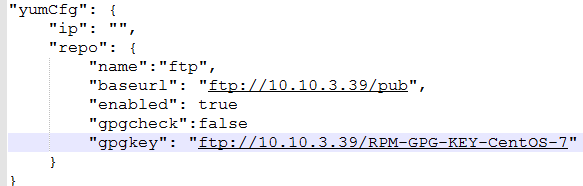 "yumCfg": {
    "ip": "",
    "repo": {
        "name":"ftp",
        "baseurl": "ftp://10.10.3.39/pub",
        "enabled": true
        "gpgcheck":false
        "gpgkey": "ftp://10.10.3.39/RPM-GPG-KEY-CentOS-7"
    }
}